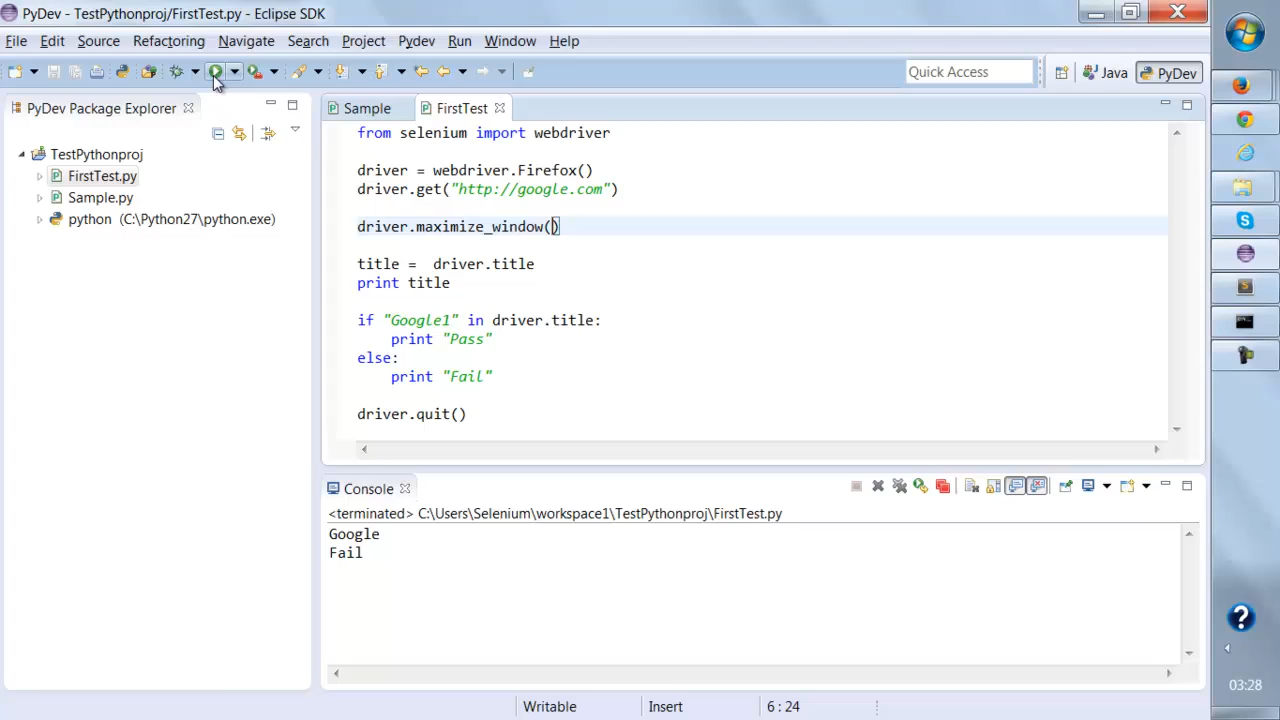 PyDev - TestPythonproj/FirstTest.py - Eclipse SDK
File Edit Source Refactoring Navigate Search Project Pydev Run Window Help
Quick Access Java PyDev
PyDev Package Explorer
TestPythonproj
FirstTest.py
Sample.py
python (C:\Python27\python.exe)
Sample FirstTest
from selenium import webdriver
driver = webdriver.Firefox()
driver.get("http://google.com")
driver.maximize_window()
title =  driver.title
print title
if "Google1" in driver.title:
    print "Pass"
else:
    print "Fail"
driver.quit()
Console
<terminated> C:\Users\Selenium\workspace1\TestPythonproj\FirstTest.py
Google
Fail
Writable Insert 6 : 24
03:28